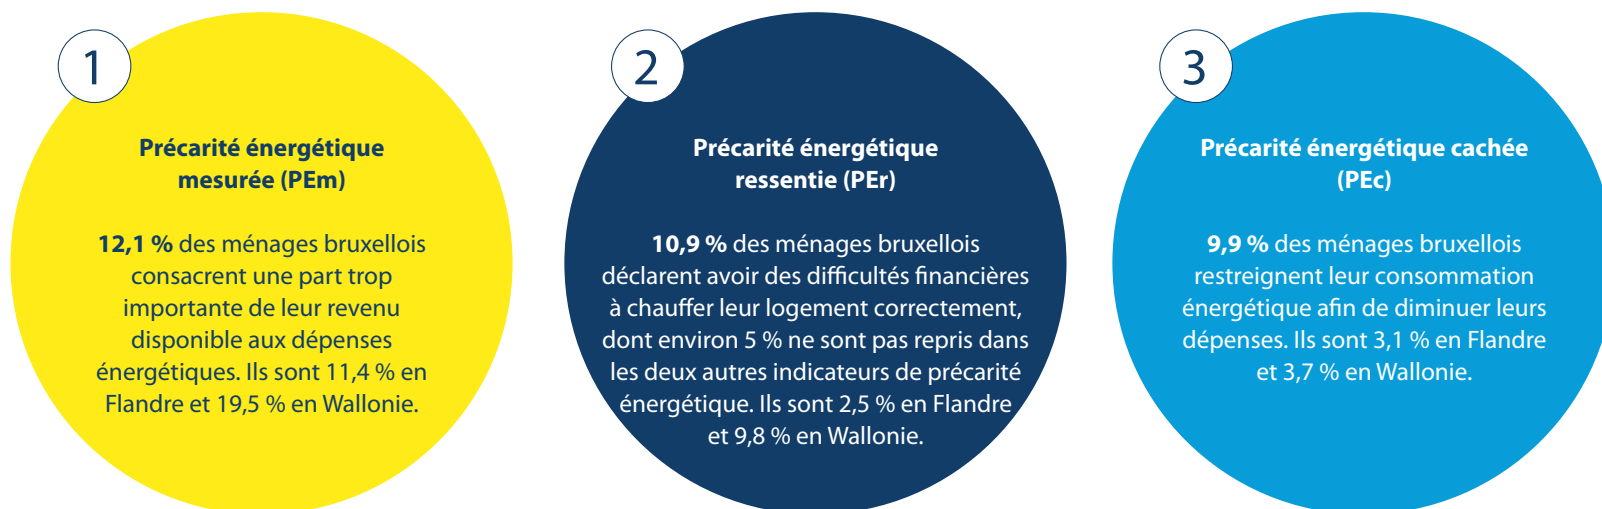 1
Précarité énergétique
mesurée (PEm)
12,1 % des ménages bruxellois
consacrent une part trop
importante de leur revenu
disponible aux dépenses
énergétiques. Ils sont 11,4 % en
Flandre et 19,5 % en Wallonie.
2
Précarité énergétique
ressentie (PEr)
10,9 % des ménages bruxellois
déclarent avoir des difficultés financières
à chauffer leur logement correctement,
dont environ 5 % ne sont pas repris dans
les deux autres indicateurs de précarité
énergétique. Ils sont 2,5 % en Flandre
et 9,8 % en Wallonie.
3
Précarité énergétique cachée
(PEc)
9,9 % des ménages bruxellois
restreignent leur consommation
énergétique afin de diminuer leurs
dépenses. Ils sont 3,1 % en Flandre
et 3,7 % en Wallonie.